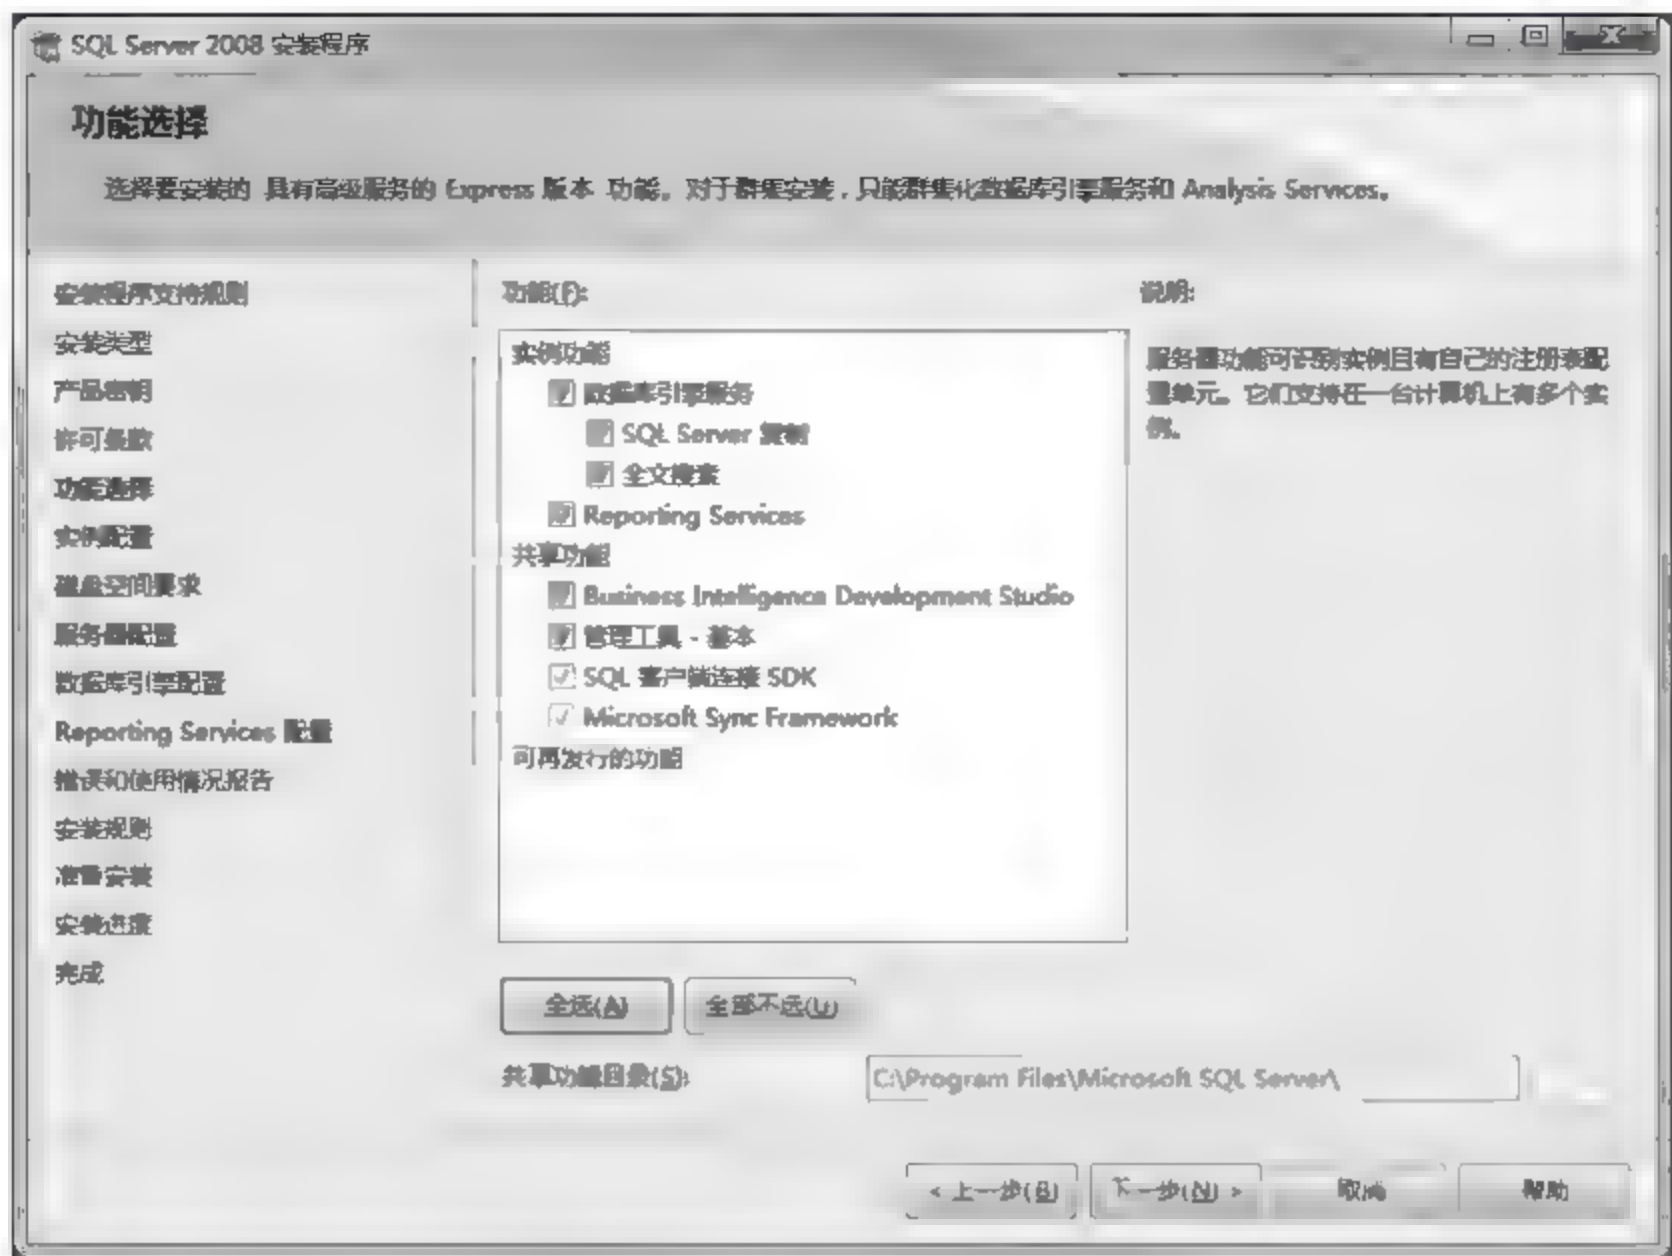 SQL Server 2008 安装程序
功能选择
选择要安装的 具有高级服务的 Express 版本 功能。对于群集安装，只能群集化数据库引擎服务和 Analysis Services。
安装程序支持规则
安装类型
产品密钥
许可条款
功能选择
实例配置
磁盘空间要求
服务器配置
数据库引擎配置
Reporting Services 配置
错误和使用情况报告
安装规则
准备安装
安装进度
完成
功能(F):
实例功能
数据库引擎服务
SQL Server 复制
全文搜索
Reporting Services
共享功能
Business Intelligence Development Studio
管理工具 - 基本
SQL 客户端连接 SDK
Microsoft Sync Framework
可再发行的功能
说明:
服务器功能可识别实例且有自己的注册表配
置单元。它们支持在一台计算机上有多个实
例。
全选(A)
全部不选(U)
共享功能目录(S):
C:\Program Files\Microsoft SQL Server\
< 上一步(B)
下一步(N) >
取消
帮助